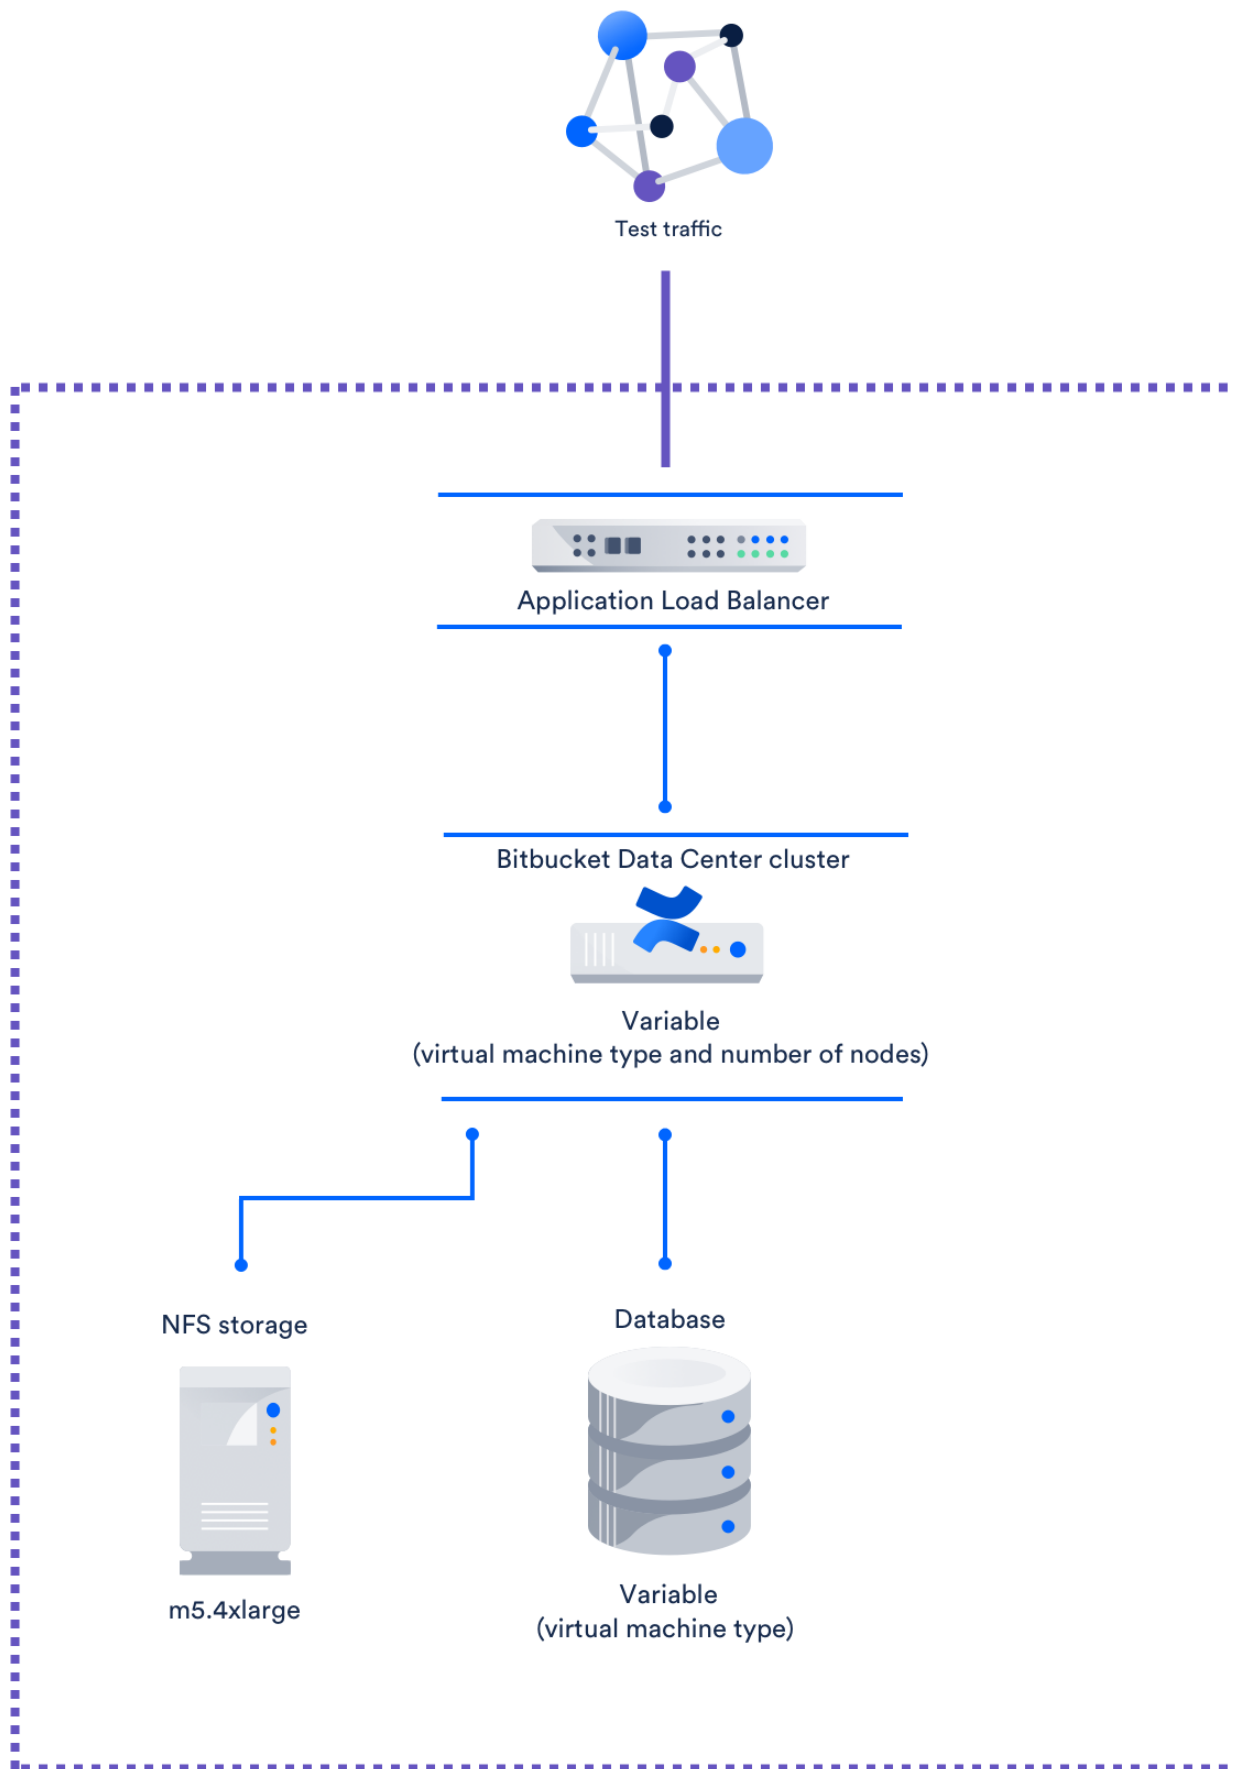 Test traffic
Application Load Balancer
Bitbucket Data Center cluster
Variable
(virtual machine type and number of nodes)
NFS storage
Database
m5.4xlarge
Variable
(virtual machine type)